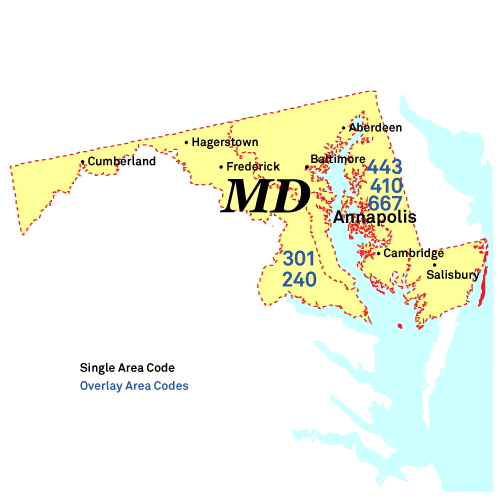 Aberdeen
Hagerstown
Baltimore
Cumberland
Frederick
443
410
667
MD
Annapolis
Cambridge
301
240
Salisbury
Single Area Code
Overlay Area Codes